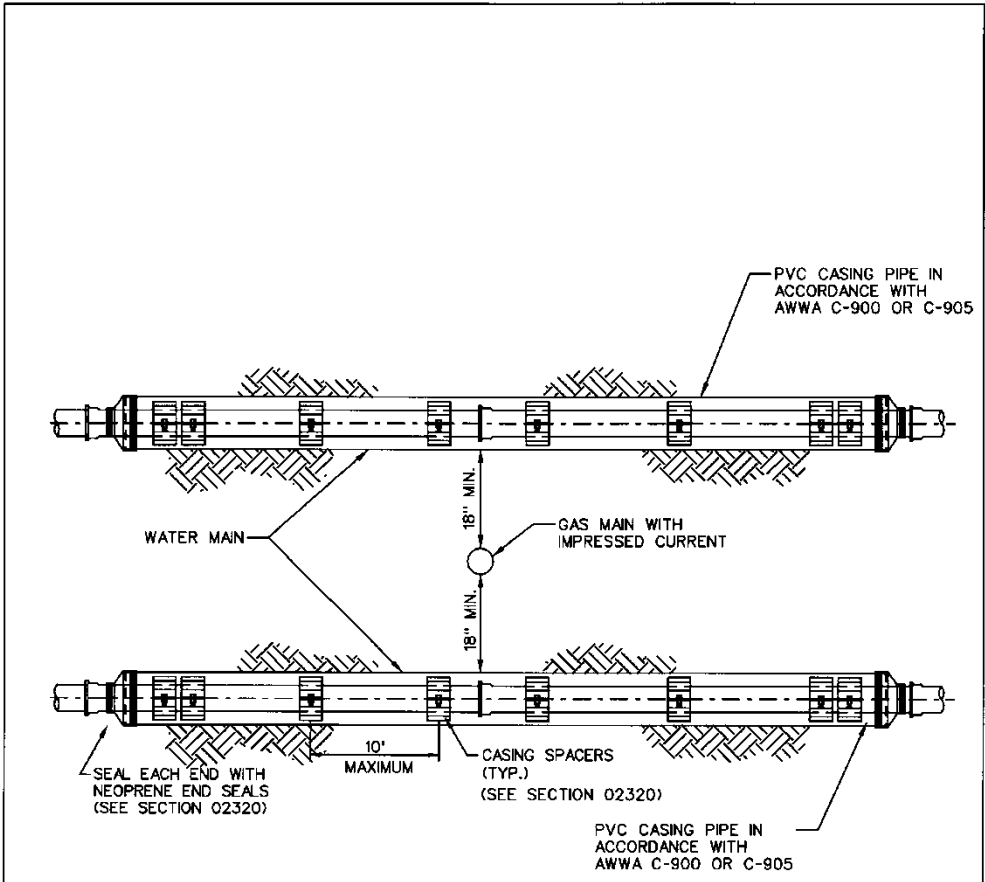 PVC CASING PIPE IN
ACCORDANCE WITH
AWWA C-900 OR C-905
18" MIN.
WATER MAIN
GAS MAIN WITH
IMPRESSED CURRENT
18" MIN.
10'
MAXIMUM
CASING SPACERS
(TYP.)
(SEE SECTION 02320)
SEAL EACH END WITH
NEOPRENE END SEALS
(SEE SECTION 02320)
PVC CASING PIPE IN
ACCORDANCE WITH
AWWA C-900 OR C-905